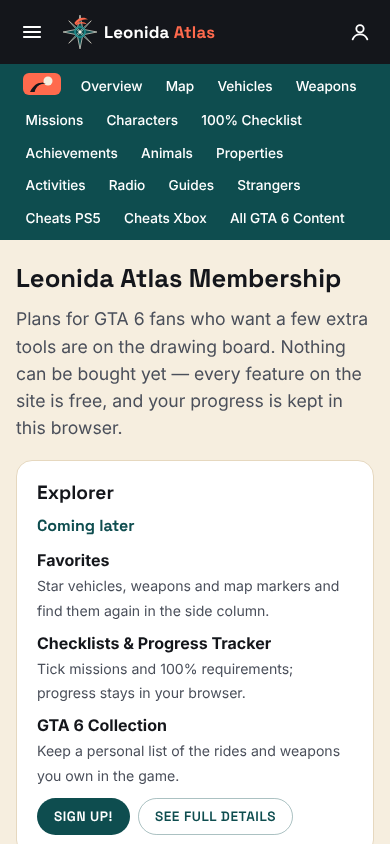 Leonida Atlas
Overview Map Vehicles Weapons
Missions Characters 100% Checklist
Achievements Animals Properties
Activities Radio Guides Strangers
Cheats PS5 Cheats Xbox All GTA 6 Content
Leonida Atlas Membership
Plans for GTA 6 fans who want a few extra
tools are on the drawing board. Nothing
can be bought yet — every feature on the
site is free, and your progress is kept in
this browser.
Explorer
Coming later
Favorites
Star vehicles, weapons and map markers and
find them again in the side column.
Checklists & Progress Tracker
Tick missions and 100% requirements;
progress stays in your browser.
GTA 6 Collection
Keep a personal list of the rides and weapons
you own in the game.
SIGN UP! SEE FULL DETAILS